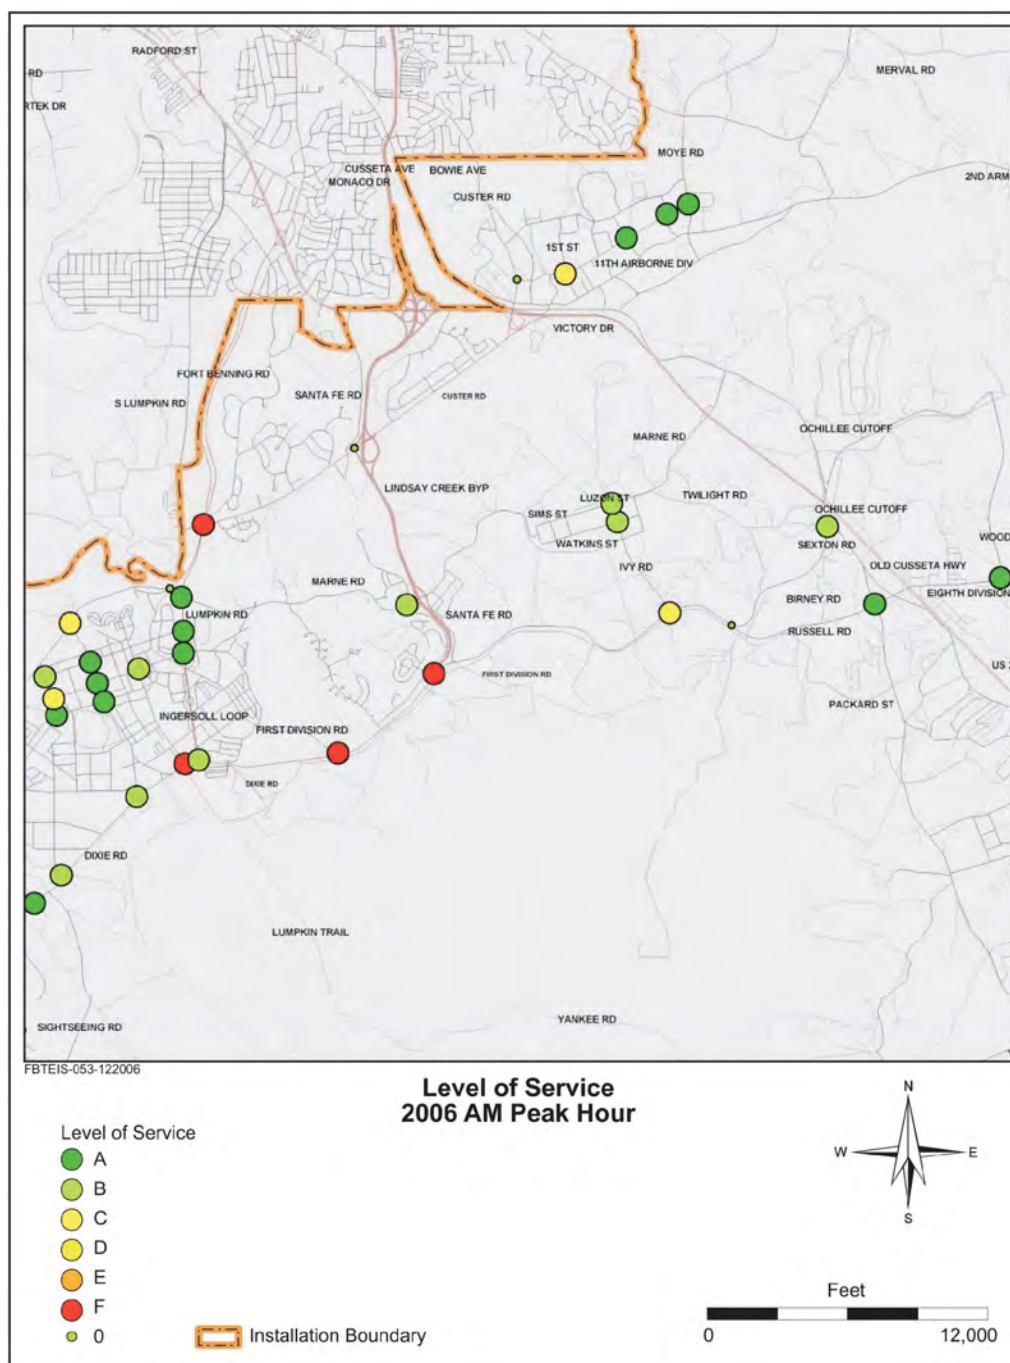 RADFORD ST
MERVAL RD
RD
RTEK DR
MOYE RD
CUSSETA AVE
BOWIE AVE
MONACO DR
2ND ARM
CUSTER RD
1ST ST
11TH AIRBORNE DIV
VICTORY DR
FORT BENNING RD
SANTA FE RD
CUSTER RD
S LUMPKIN RD
OCHILLEE CUTOFF
MARNE RD
LINDSAY CREEK BYP
LUZON ST
TWILIGHT RD
SIMS ST
OCHILLEE CUTOFF
WATKINS ST
SEXTON RD
WOOD
IVY RD
OLD CUSSETA HWY
MARNE RD
EIGHTH DIVISION
BIRNEY RD
LUMPKIN RD
SANTA FE RD
RUSSELL RD
US 2
FIRST DIVISION RD
PACKARD ST
INGERSOLL LOOP
FIRST DIVISION RD
DIXIE RD
DIXIE RD
LUMPKIN TRAIL
YANKEE RD
SIGHTSEEING RD
FBTEIS-053-122006
Level of Service
2006 AM Peak Hour
N
W
E
S
Level of Service
A
B
C
D
E
F
0
Installation Boundary
Feet
0
12,000